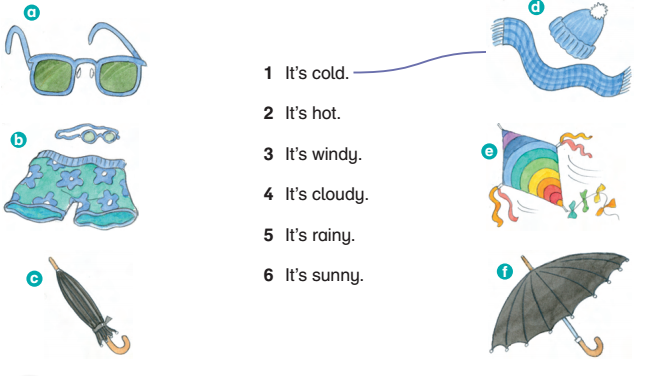 a
b
c
1 It's cold.
2 It's hot.
3 It's windy.
4 It's cloudy.
5 It's rainy.
6 It's sunny.
d
e
f